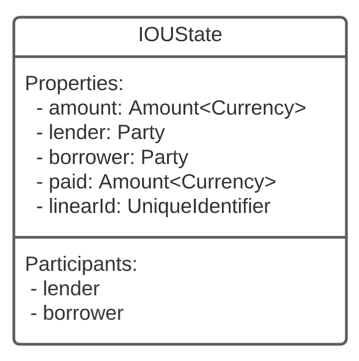 IOUState
Properties:
- amount: Amount<Currency>
- lender: Party
- borrower: Party
- paid: Amount<Currency>
- linearId: UniqueIdentifier
Participants:
- lender
- borrower